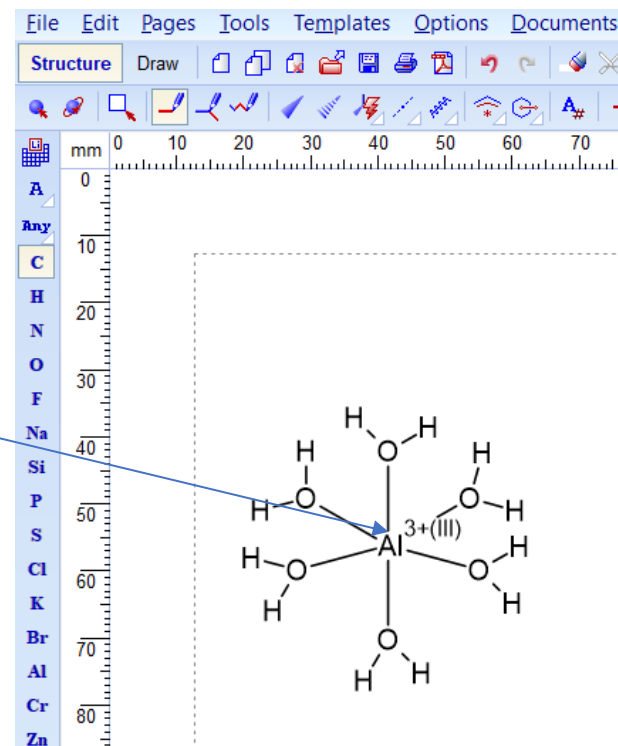 File Edit Pages Tools Templates Options Documents
Structure Draw
A#
Li mm 0 10 20 30 40 50 60 70
A 0
Any
10
C
H
20
N
O
30
F
H H
Na
40 H O H
Si
P H O O H
50
S 3+(III)
Al
Cl H O O H
60
K H H
Br O
70
Al H H
Cr
80
Zn